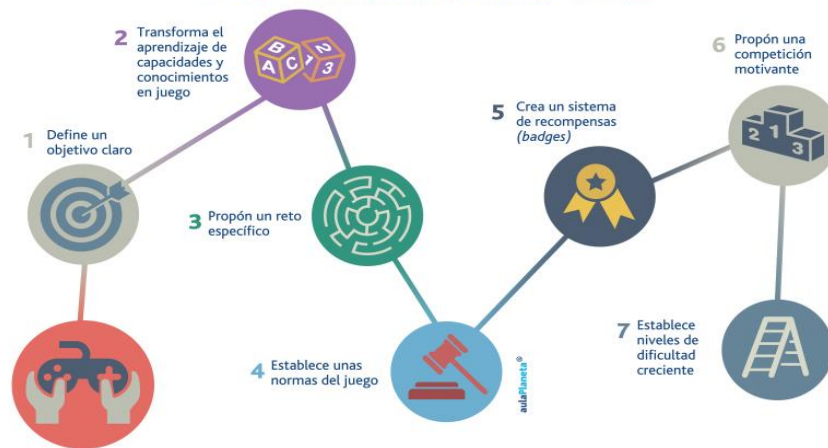 1 Define un
objetivo claro
2 Transforma el
aprendizaje de
capacidades y
conocimientos
en juego
B
A C
2
1 3
3 Propón un reto
específico
4 Establece unas
normas del juego
5 Crea un sistema
de recompensas
(badges)
6 Propón una
competición
motivante
2 1 3
7 Establece
niveles de
dificultad
creciente
aulaPlaneta®